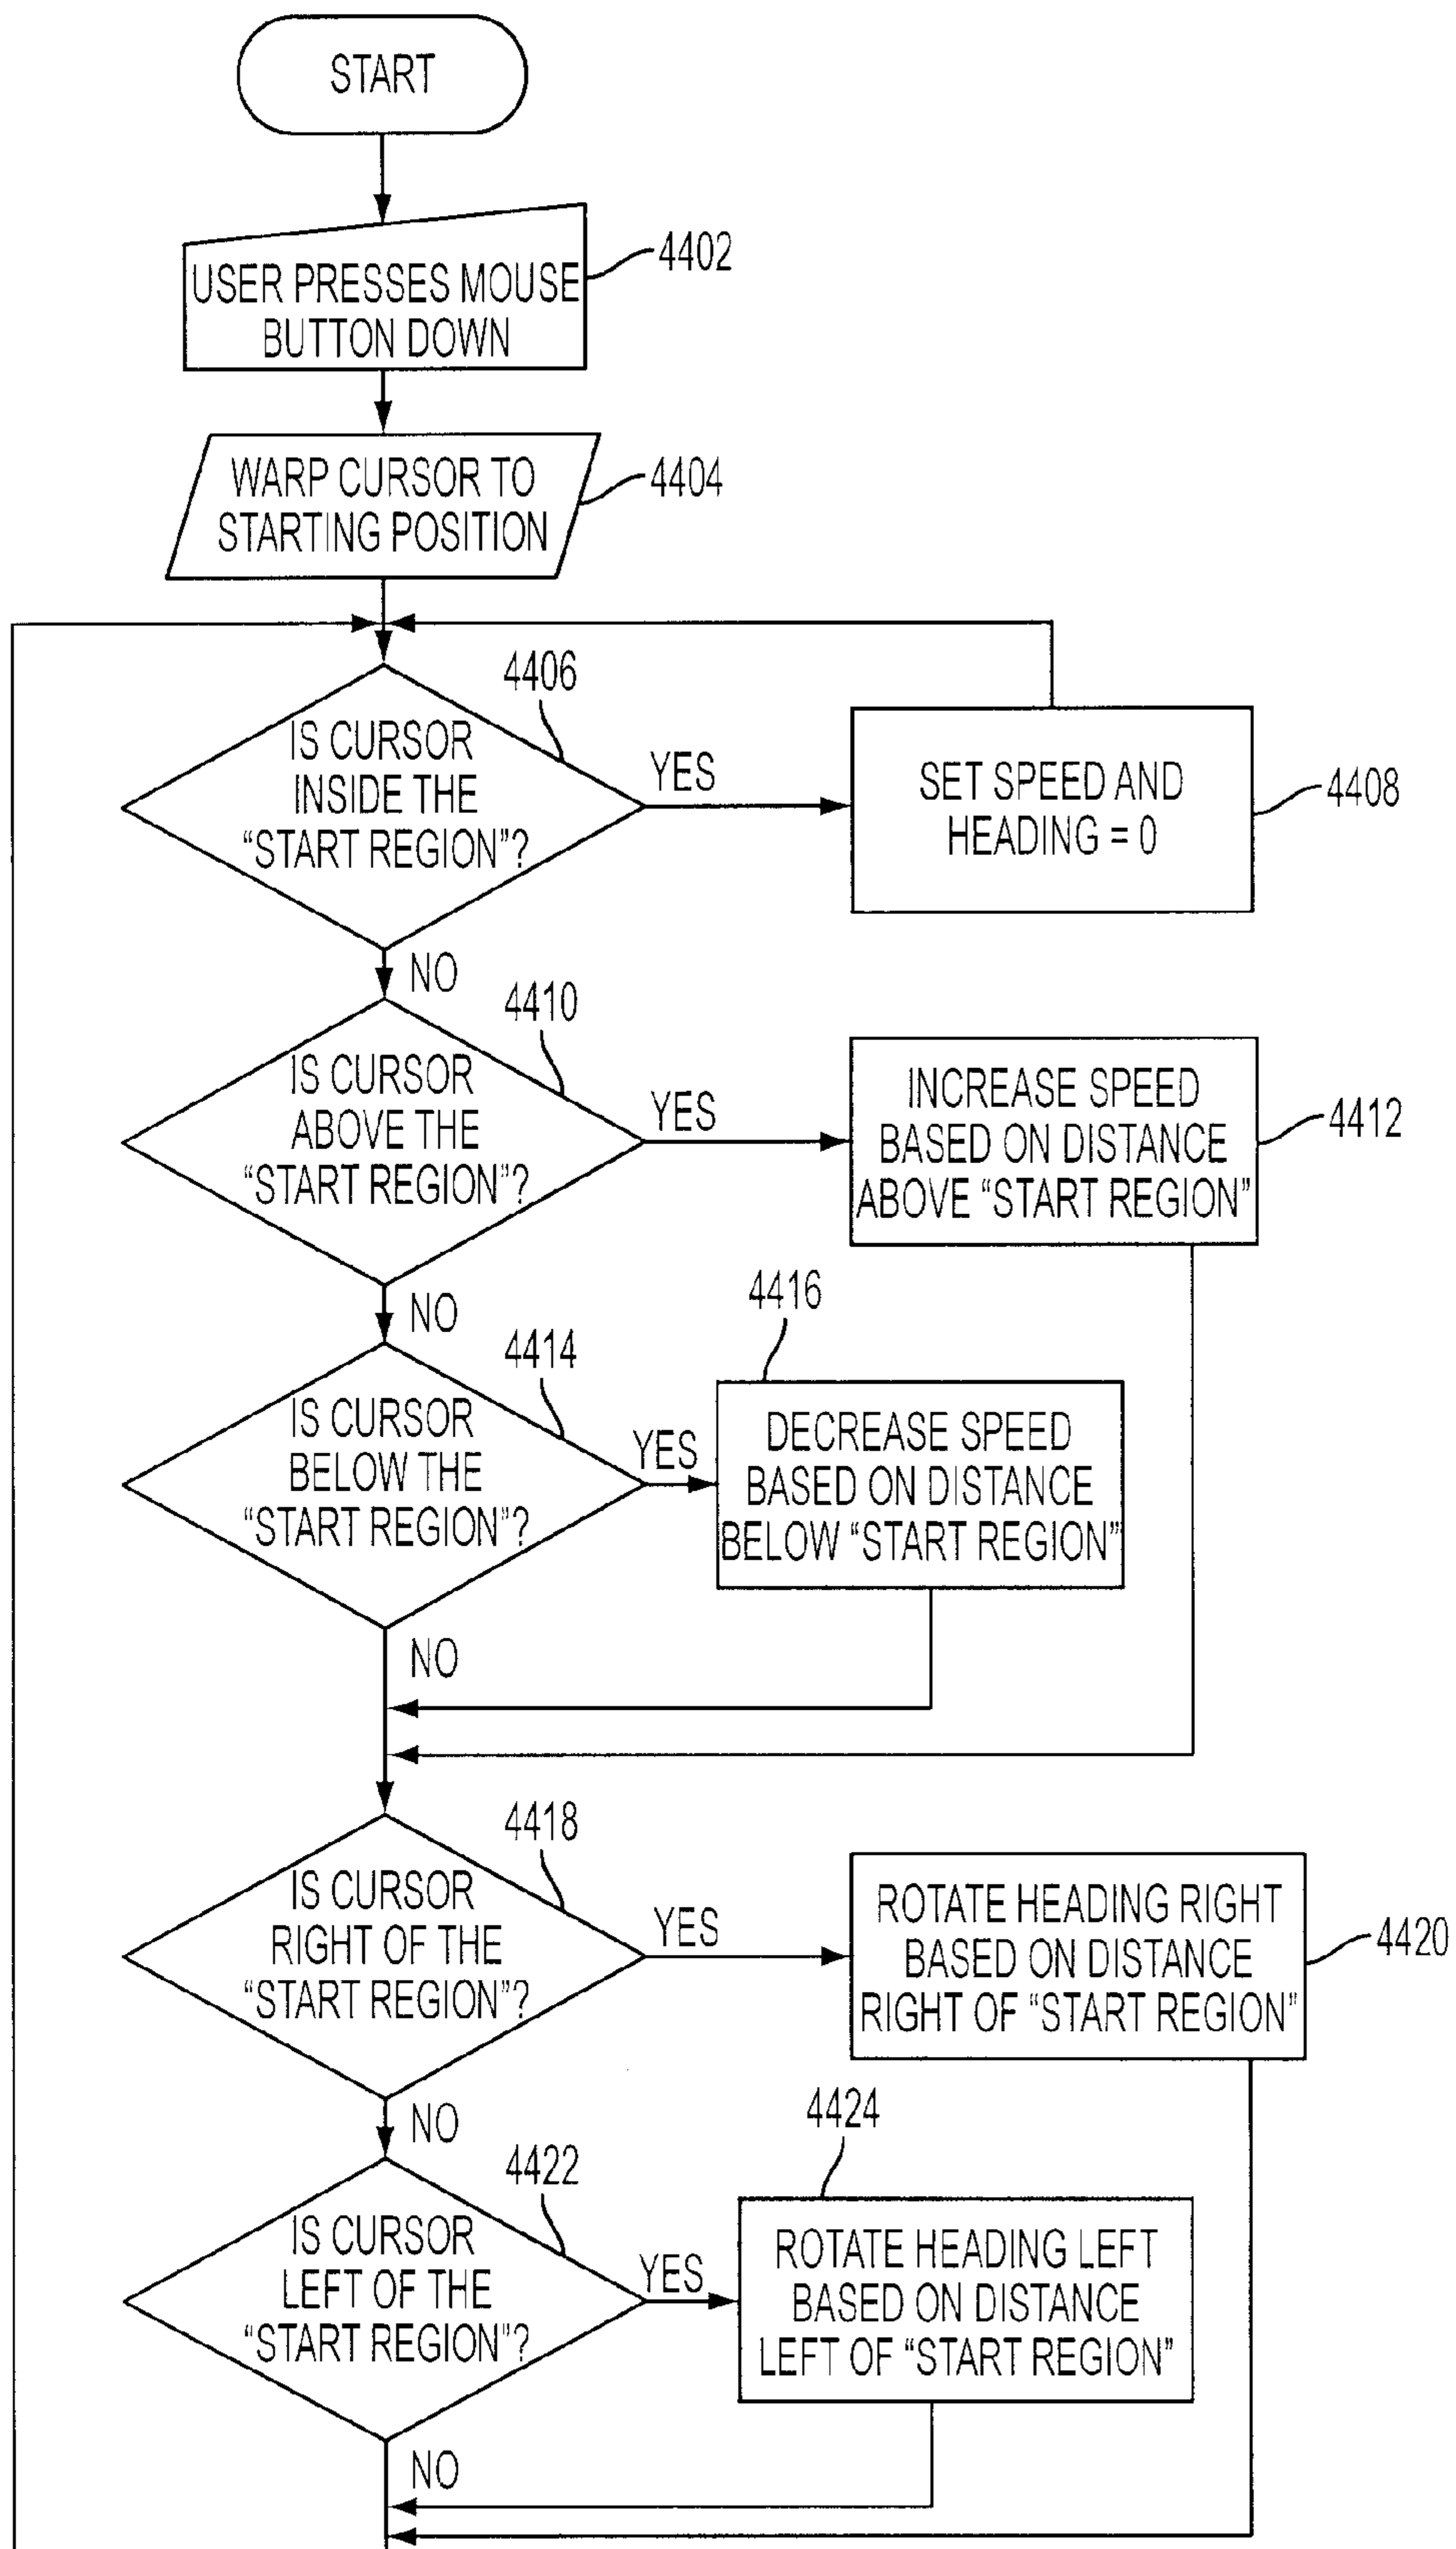 START
4402
USER PRESSES MOUSE
BUTTON DOWN
WARP CURSOR TO
STARTING POSITION
4404
4406
IS CURSOR
INSIDE THE
“START REGION”?
YES
SET SPEED AND
HEADING = 0
4408
NO
4410
IS CURSOR
ABOVE THE
“START REGION”?
YES
INCREASE SPEED
BASED ON DISTANCE
ABOVE “START REGION”
4412
NO
4414
IS CURSOR
BELOW THE
“START REGION”?
YES
4416
DECREASE SPEED
BASED ON DISTANCE
BELOW “START REGION”
NO
4418
IS CURSOR
RIGHT OF THE
“START REGION”?
YES
ROTATE HEADING RIGHT
BASED ON DISTANCE
RIGHT OF “START REGION”
4420
NO
4422
IS CURSOR
LEFT OF THE
“START REGION”?
YES
4424
ROTATE HEADING LEFT
BASED ON DISTANCE
LEFT OF “START REGION”
NO